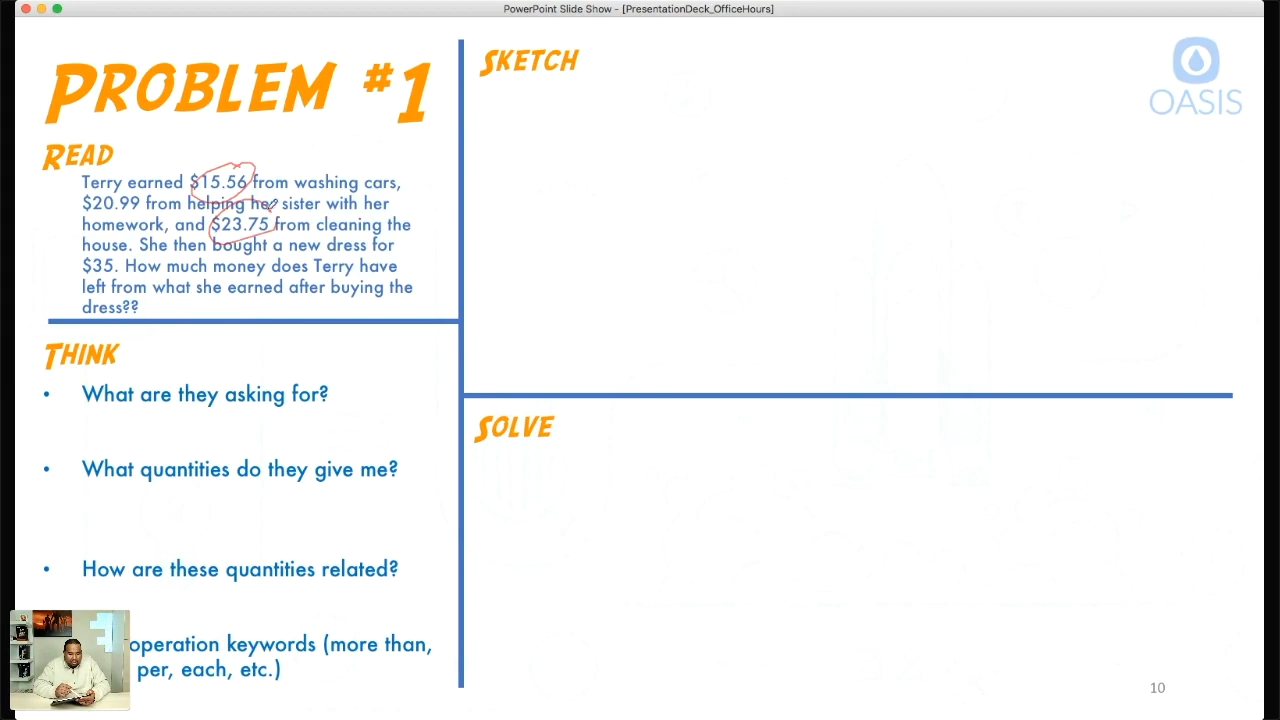 PowerPoint Slide Show - [PresentationDeck_OfficeHours]
PROBLEM #1
READ
Terry earned $15.56 from washing cars,
$20.99 from helping her sister with her
homework, and $23.75 from cleaning the
house. She then bought a new dress for
$35. How much money does Terry have
left from what she earned after buying the
dress??
THINK
• What are they asking for?
• What quantities do they give me?
• How are these quantities related?
operation keywords (more than,
per, each, etc.)
SKETCH
OASIS
SOLVE
10